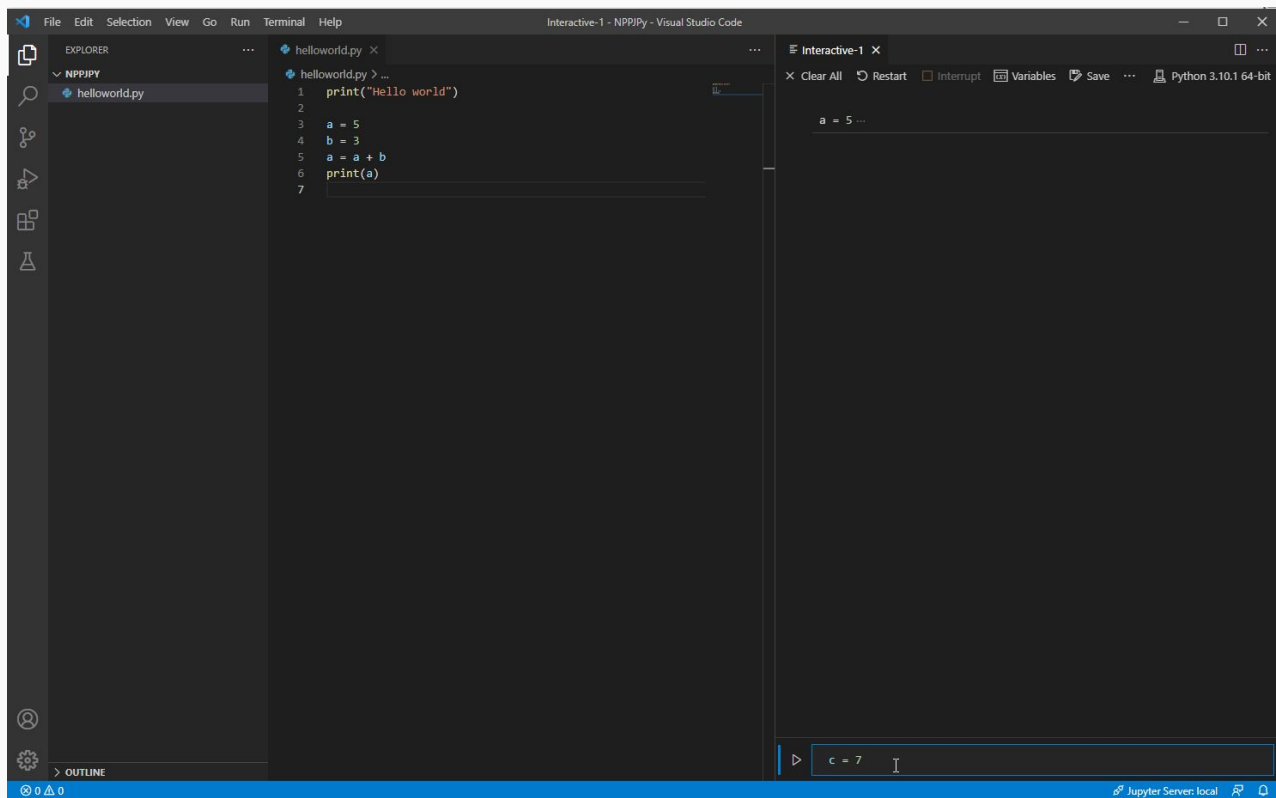 File Edit Selection View Go Run Terminal Help
Interactive-1 - NPPJPy - Visual Studio Code
EXPLORER
NPPJPY
helloworld.py
OUTLINE
helloworld.py
helloworld.py > ...
1 print("Hello world")
2
3 a = 5
4 b = 3
5 a = a + b
6 print(a)
7
Interactive-1
Clear All Restart Interrupt Variables Save ... Python 3.10.1 64-bit
a = 5 ...
c = 7
0 0
Jupyter Server: local